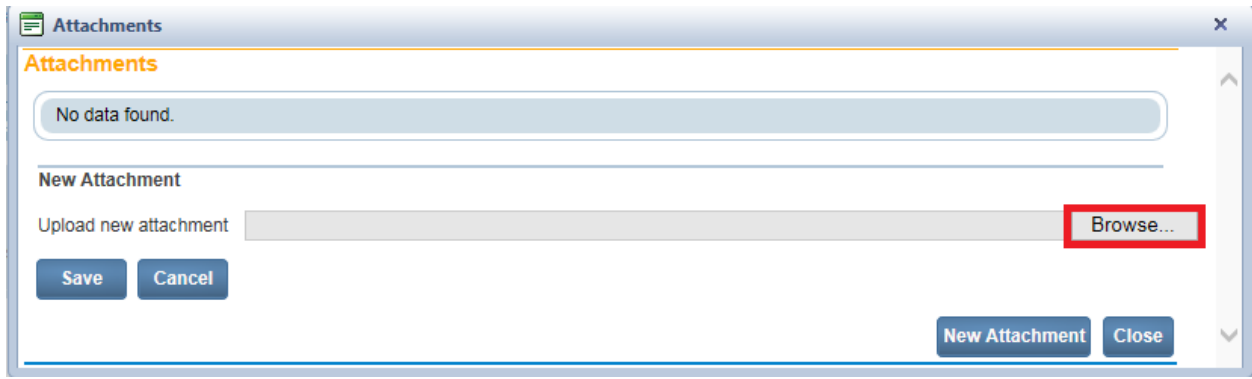 Attachments
Attachments
No data found.
New Attachment
Upload new attachment Browse...
Save Cancel
New Attachment Close